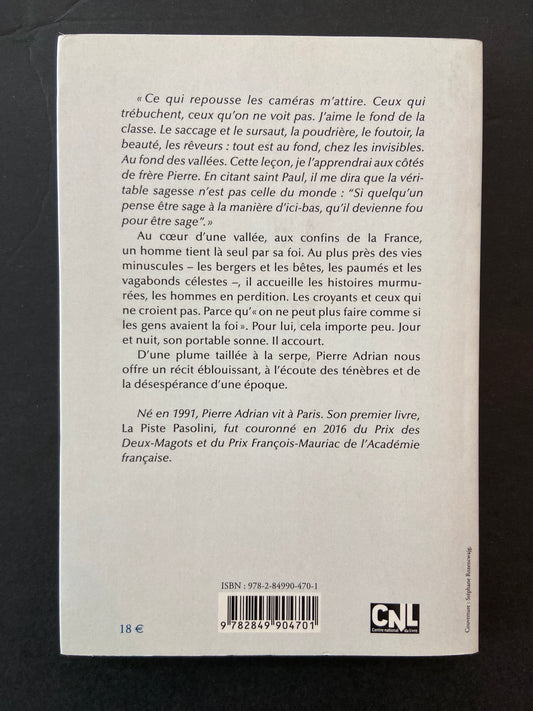 « Ce qui repousse les caméras m’attire. Ceux qui
trébuchent, ceux qu’on ne voit pas. J’aime le fond de la
classe. Le saccage et le sursaut, la poudrière, le foutoir, la
beauté, les rêveurs : tout est au fond, chez les invisibles.
Au fond des vallées. Cette leçon, je l’apprendrai aux côtés
de frère Pierre. En citant saint Paul, il me dira que la véri-
table sagesse n’est pas celle du monde : “Si quelqu’un
pense être sage à la manière d’ici-bas, qu’il devienne fou
pour être sage”. »
Au cœur d’une vallée, aux confins de la France,
un homme tient là seul par sa foi. Au plus près des vies
minuscules – les bergers et les bêtes, les paumés et les
vagabonds célestes –, il accueille les histoires murmu-
rées, les hommes en perdition. Les croyants et ceux qui
ne croient pas. Parce qu’« on ne peut plus faire comme si
les gens avaient la foi ». Pour lui, cela importe peu. Jour
et nuit, son portable sonne. Il accourt.
D’une plume taillée à la serpe, Pierre Adrian nous
offre un récit éblouissant, à l’écoute des ténèbres et de
la désespérance d’une époque.
Né en 1991, Pierre Adrian vit à Paris. Son premier livre,
La Piste Pasolini, fut couronné en 2016 du Prix des
Deux-Magots et du Prix François-Mauriac de l’Académie
française.
ISBN : 978-2-84990-470-1
9 782849 904701
18 €
CNL
Centre national du livre
Couverture : Stéphane Rozencwajg.